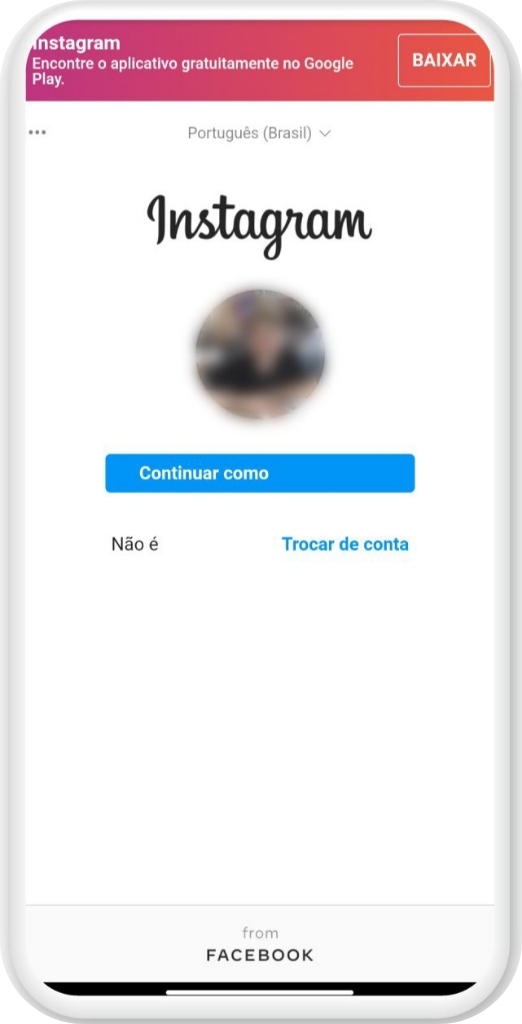 Instagram
Encontre o aplicativo gratuitamente no Google
Play.
BAIXAR
Português (Brasil)
Instagram
Continuar como
Não é
Trocar de conta
from
FACEBOOK